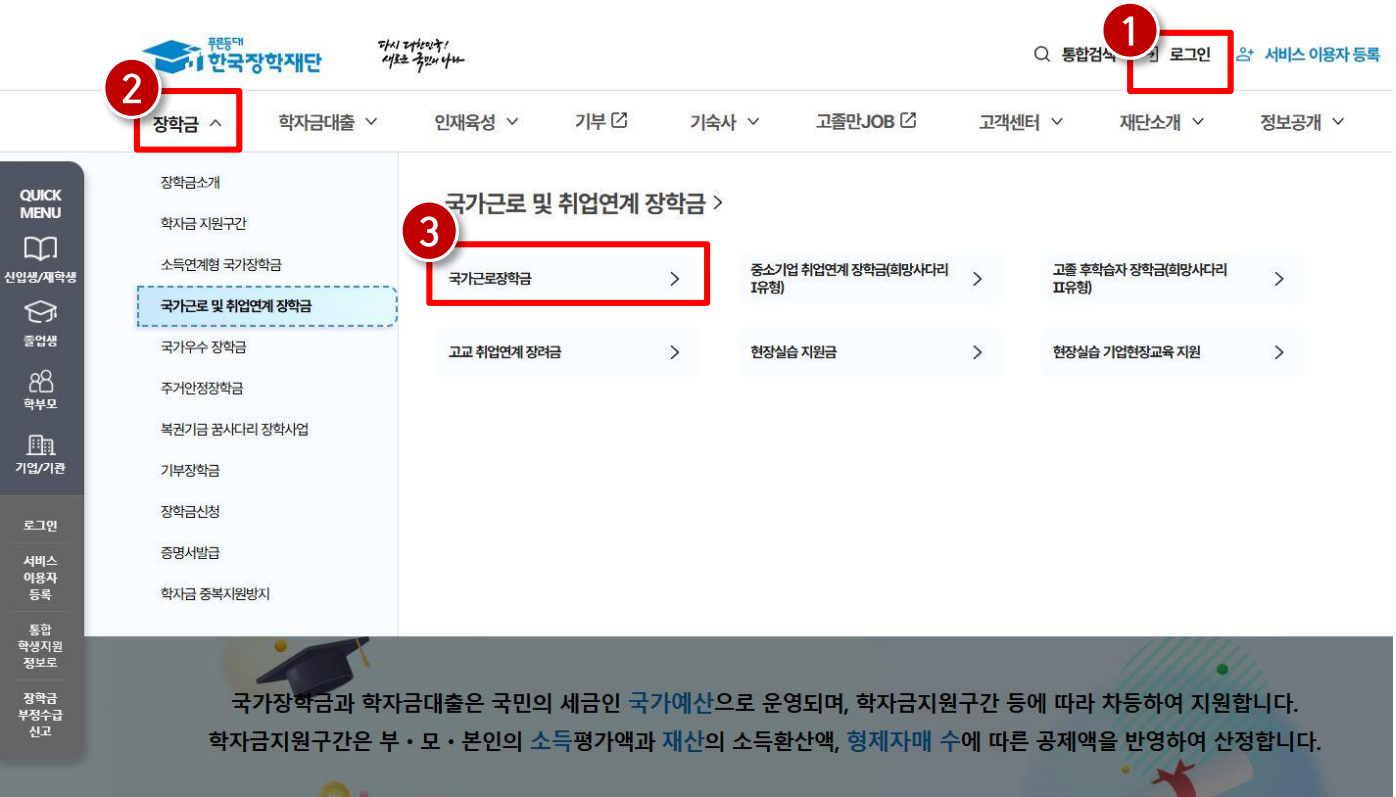 푸른등대
한국장학재단
다시 대한민국!
새로운 국민의 나라
1
통합검색
로그인
서비스 이용자 등록
2
장학금
학자금대출
인재육성
기부
기숙사
고졸만JOB
고객센터
재단소개
정보공개
QUICK
MENU
신입생/재학생
졸업생
학부모
기업/기관
로그인
서비스
이용자
등록
통합
학생지원
정보로
장학금
부정수급
신고
장학금소개
학자금 지원구간
소득연계형 국가장학금
국가근로 및 취업연계 장학금
국가우수 장학금
주거안정장학금
복권기금 꿈사다리 장학사업
기부장학금
장학금신청
증명서발급
학자금 중복지원방지
국가근로 및 취업연계 장학금
3
국가근로장학금
중소기업 취업연계 장학금(희망사다리
I유형)
고졸 후학습자 장학금(희망사다리
II유형)
고교 취업연계 장려금
현장실습 지원금
현장실습 기업현장교육 지원
국가장학금과 학자금대출은 국민의 세금인 국가예산으로 운영되며, 학자금지원구간 등에 따라 차등하여 지원합니다.
학자금지원구간은 부・모・본인의 소득평가액과 재산의 소득환산액, 형제자매 수에 따른 공제액을 반영하여 산정합니다.